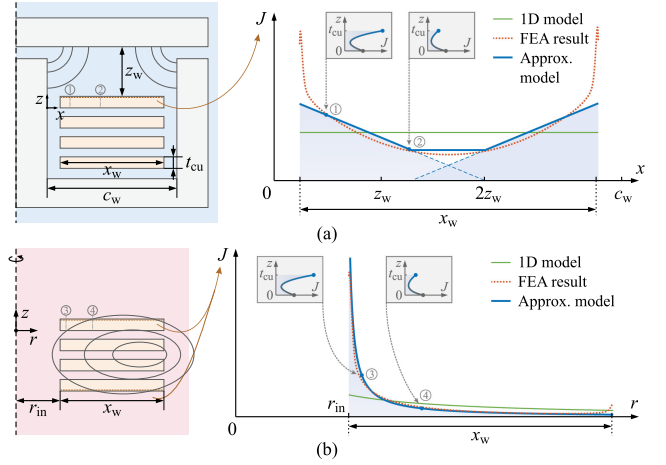 z_w
z
x
① ②
x_w
t_cu
c_w
J
z
t_cu
0
J
z
t_cu
0
J
1D model
FEA result
Approx.
model
①
②
0
z_w
2z_w
c_w
x
x_w
(a)
z
r
③ ④
r_in
x_w
J
z
t_cu
0
J
z
t_cu
0
J
1D model
FEA result
Approx. model
③
④
r_in
r
0
x_w
(b)